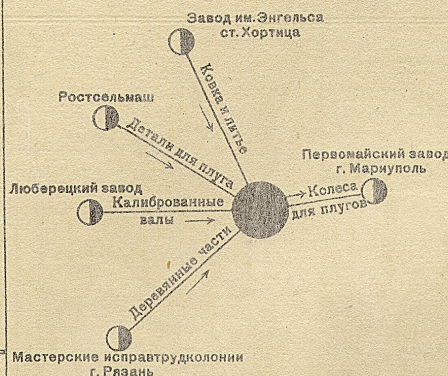 Завод им. Энгельса
ст. Хортица
Ковка и литье
Ростсельмаш
Детали для плуга
Первомайский завод
г. Мариуполь
Колеса
для плугов
Люберецкий завод
Калиброванные
валы
Деревянные части
Мастерские исправтрудколонии
г. Рязань